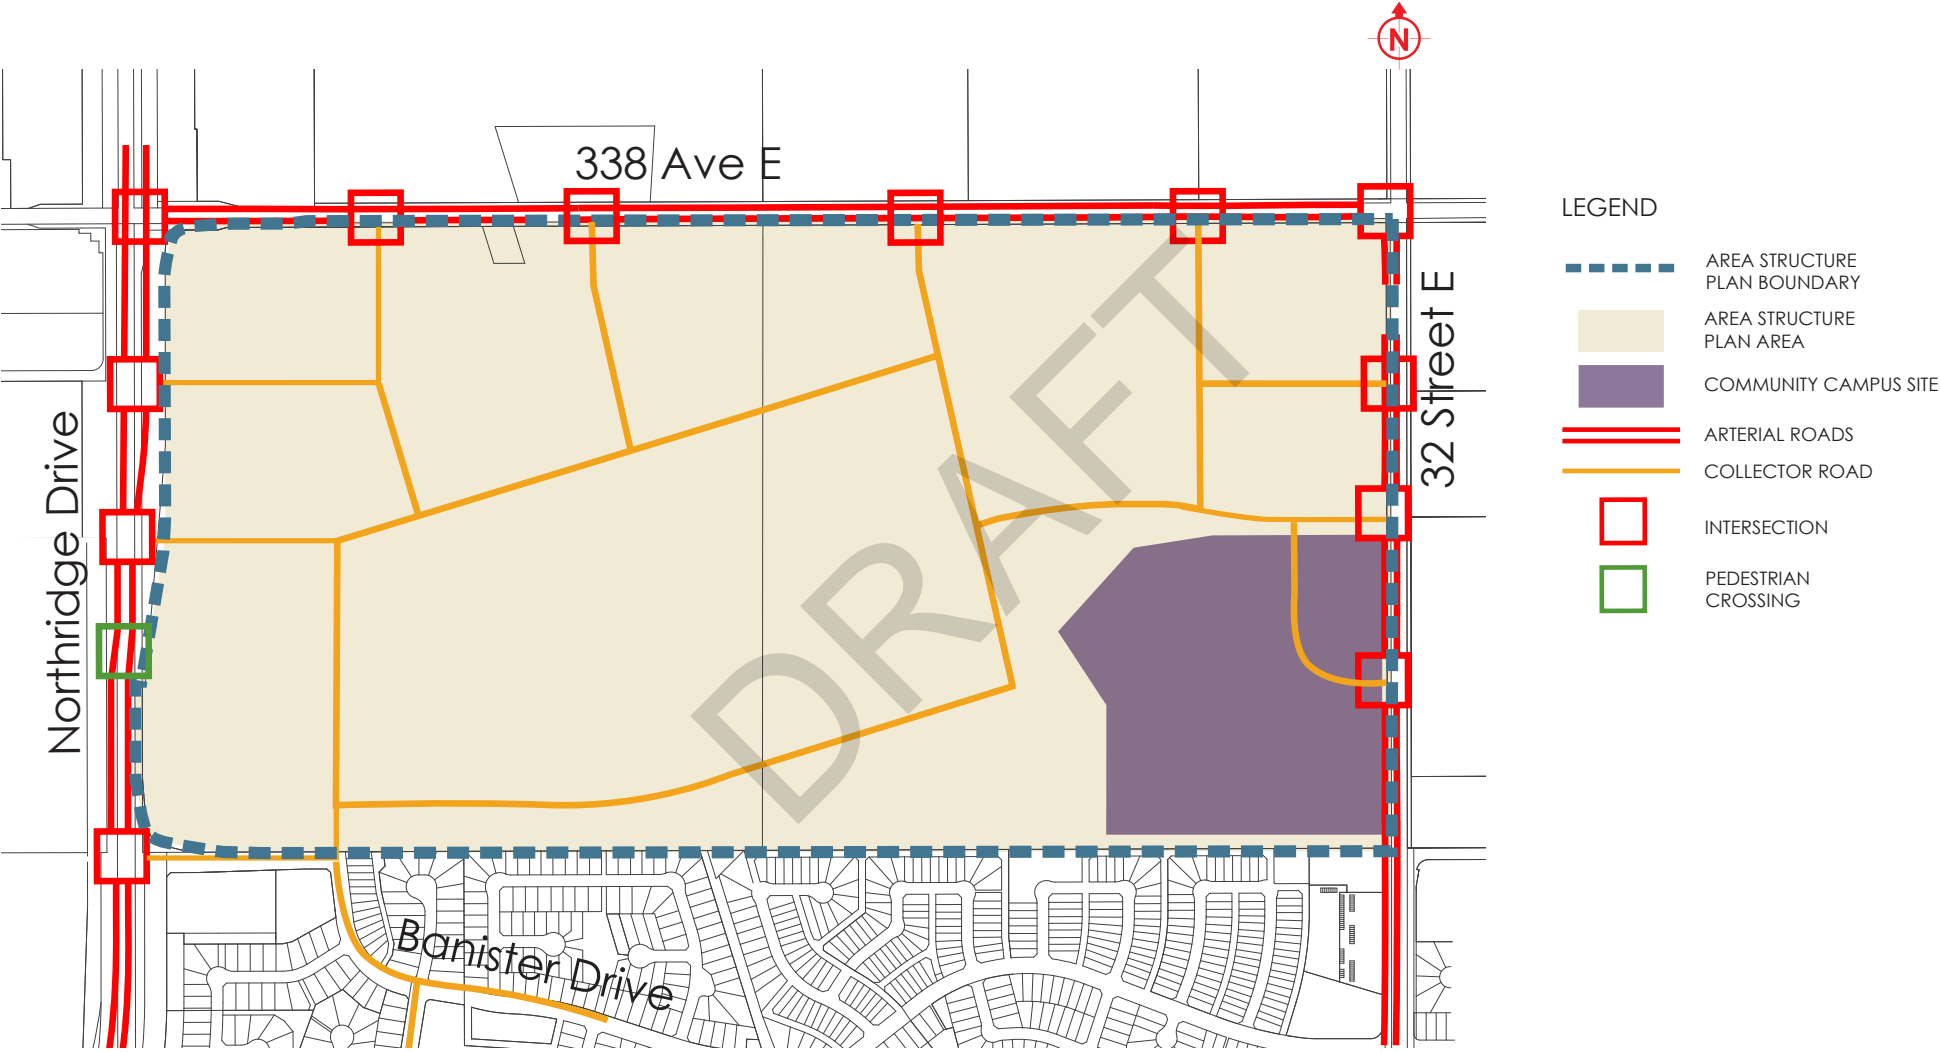 N
338 Ave E
32 Street E
Northridge Drive
Banister Drive
DRAFT
LEGEND
AREA STRUCTURE
PLAN BOUNDARY
AREA STRUCTURE
PLAN AREA
COMMUNITY CAMPUS SITE
ARTERIAL ROADS
COLLECTOR ROAD
INTERSECTION
PEDESTRIAN
CROSSING